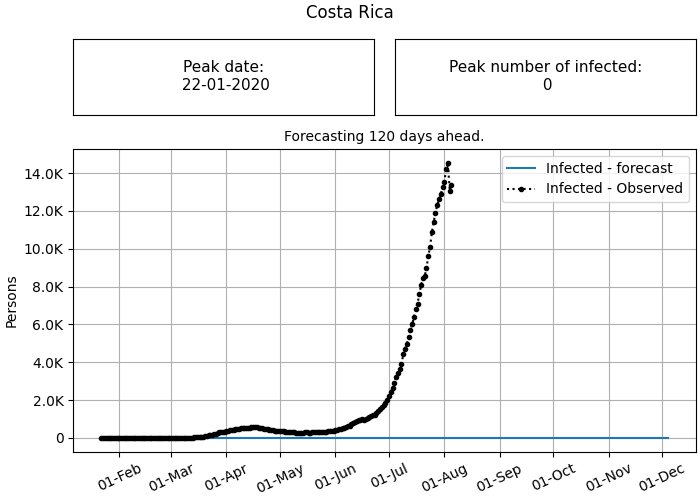 Costa Rica
Peak date:
22-01-2020
Peak number of infected:
0
Forecasting 120 days ahead.
Infected - forecast
Infected - Observed
Persons
14.0K
12.0K
10.0K
8.0K
6.0K
4.0K
2.0K
0
01-Feb
01-Mar
01-Apr
01-May
01-Jun
01-Jul
01-Aug
01-Sep
01-Oct
01-Nov
01-Dec